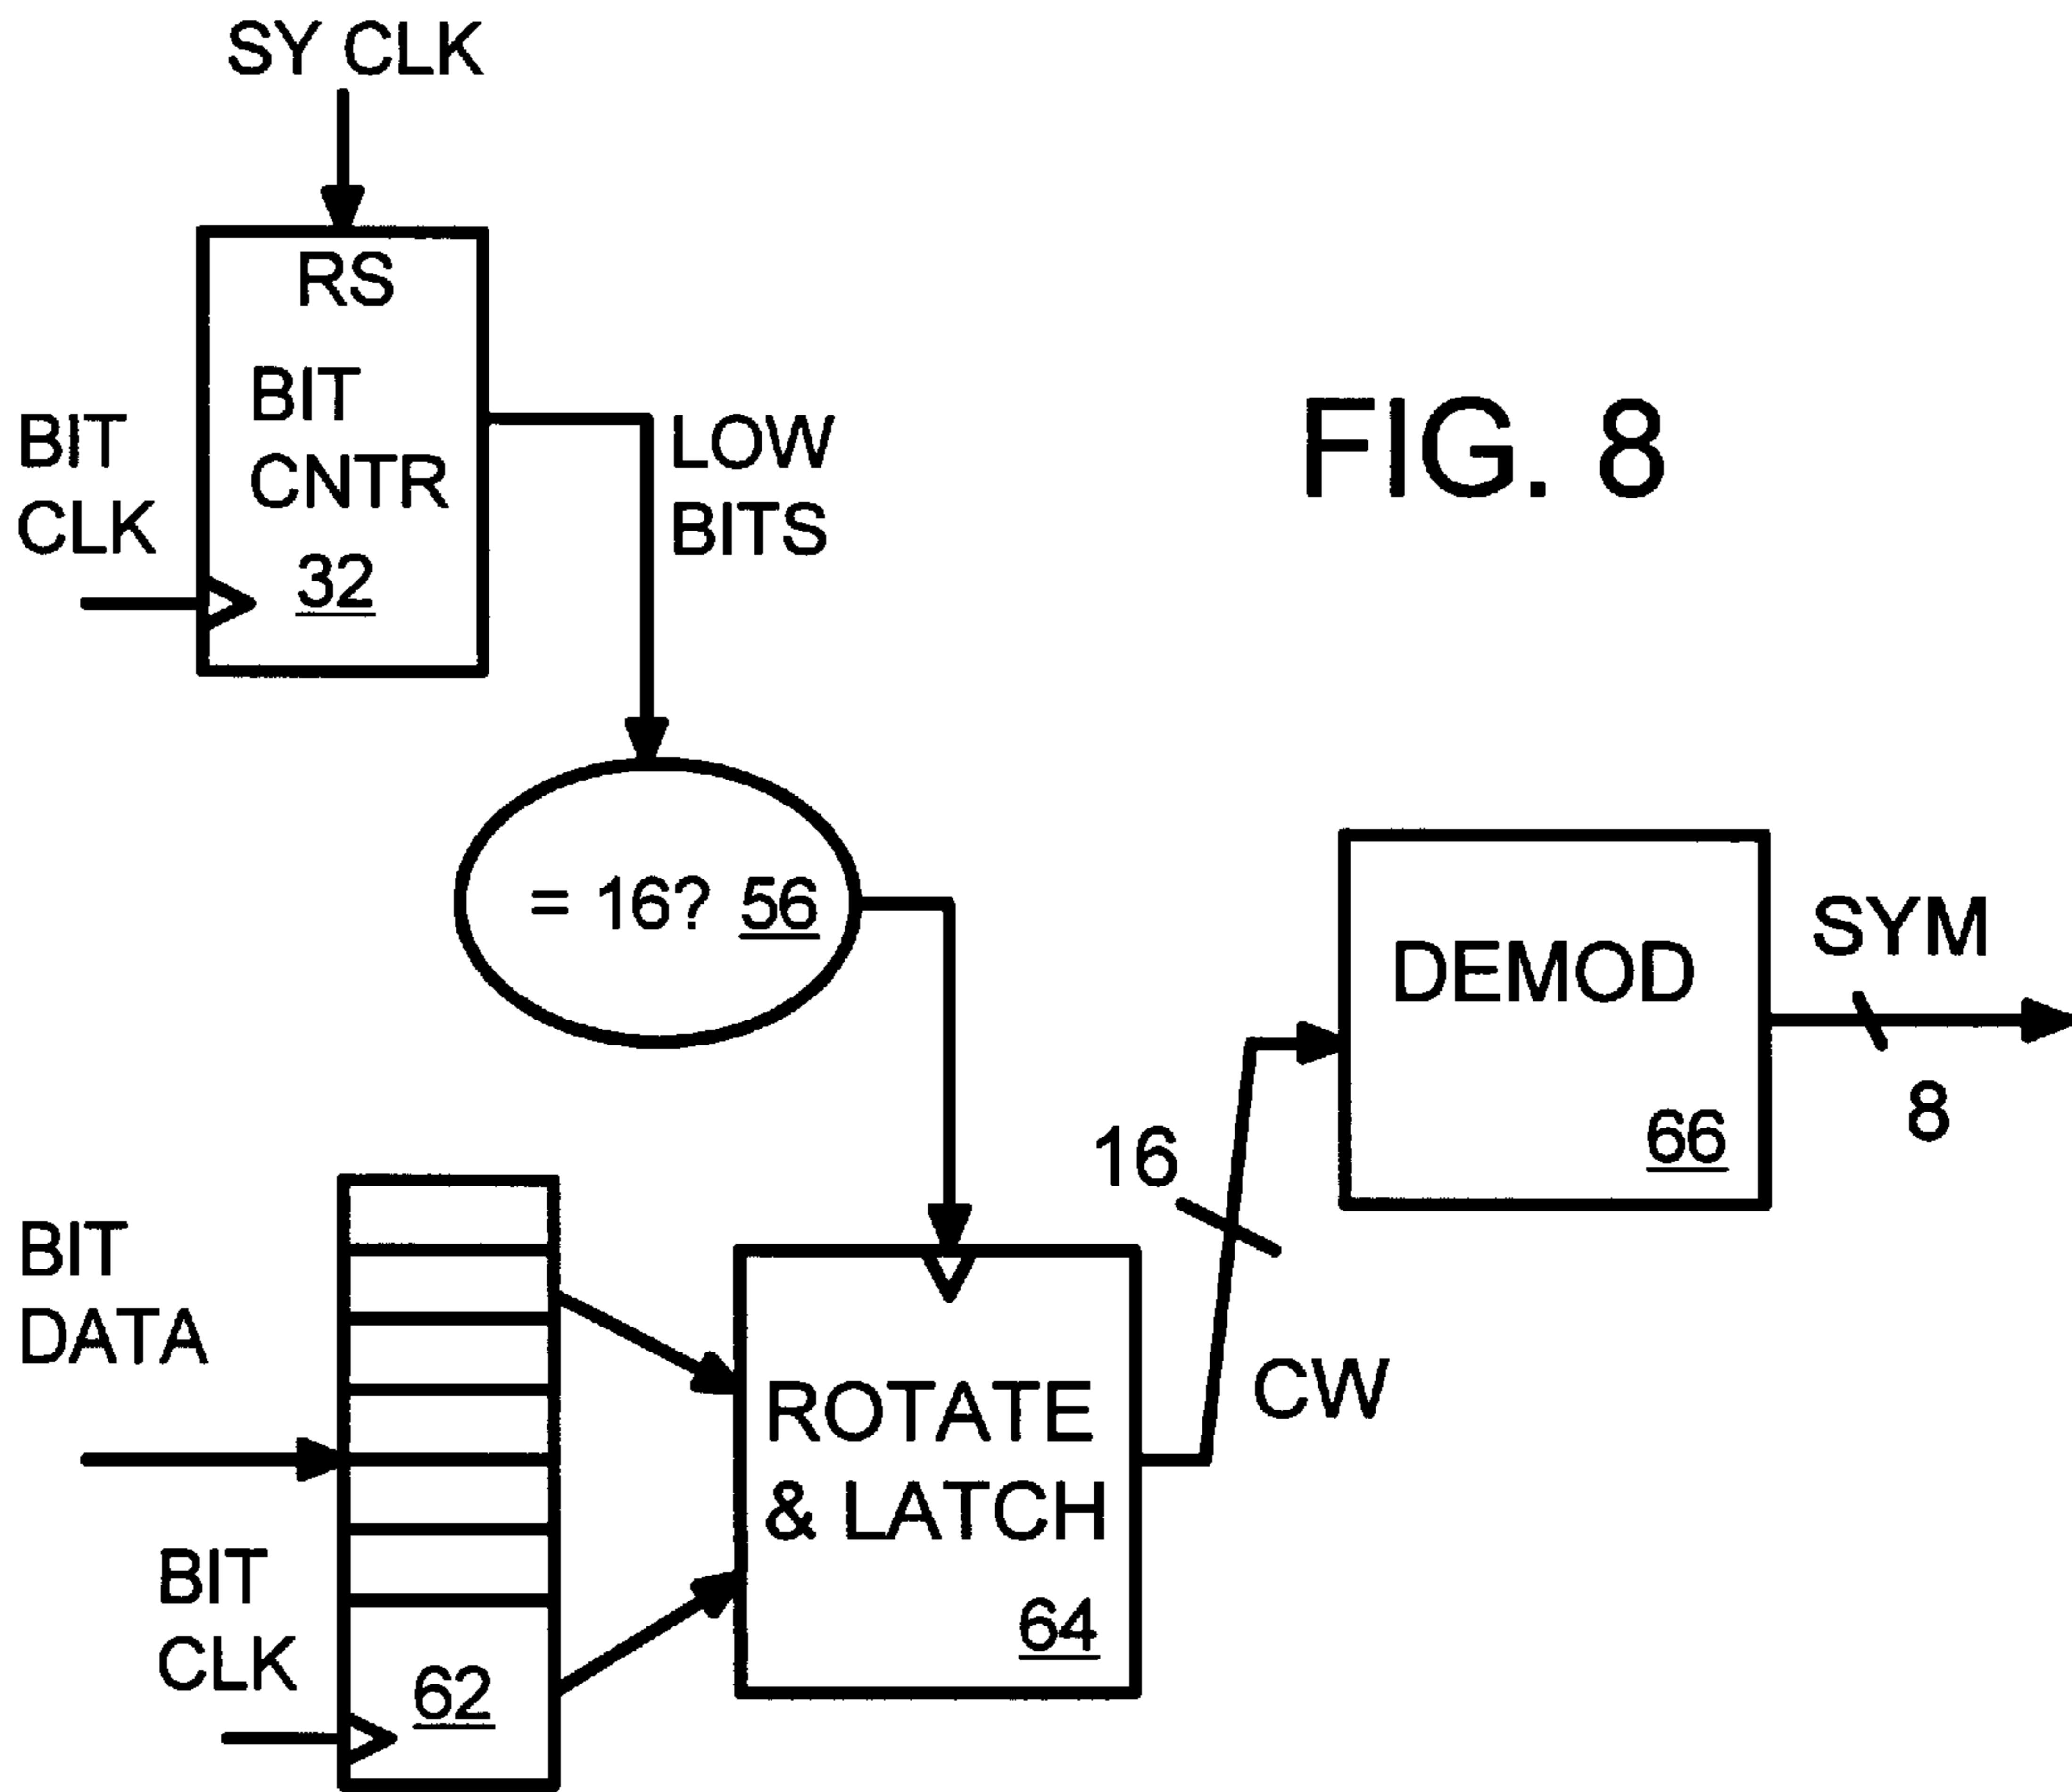 SY CLK
RS
BIT
CNTR
32
BIT
CLK
LOW
BITS
FIG. 8
= 16? 56
DEMOD
66
SYM
8
16
CW
BIT
DATA
BIT
CLK
62
ROTATE
& LATCH
64